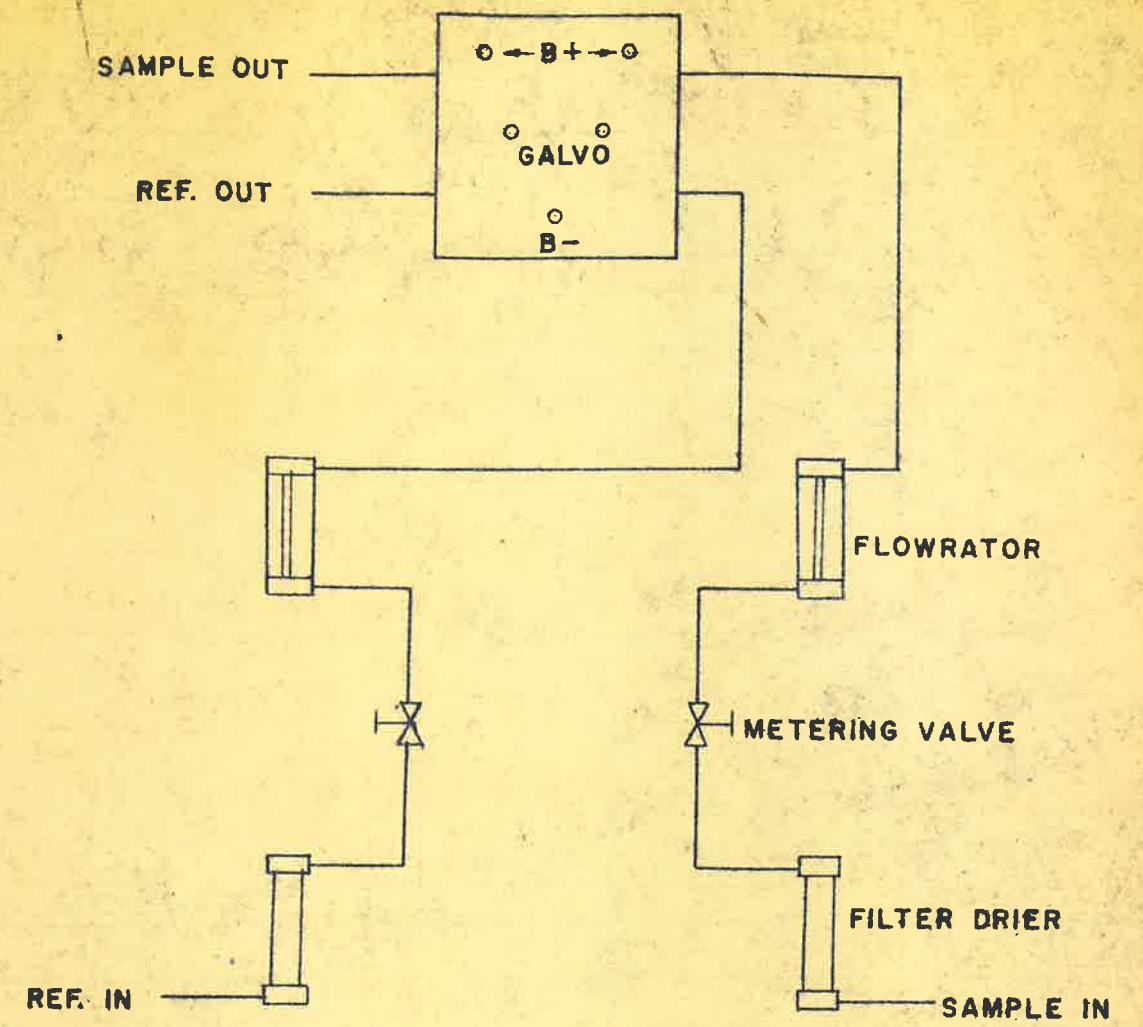 SAMPLE OUT
← B+ →
GALVO
REF. OUT
B-
FLOWRATOR
METERING VALVE
FILTER DRIER
REF. IN
SAMPLE IN